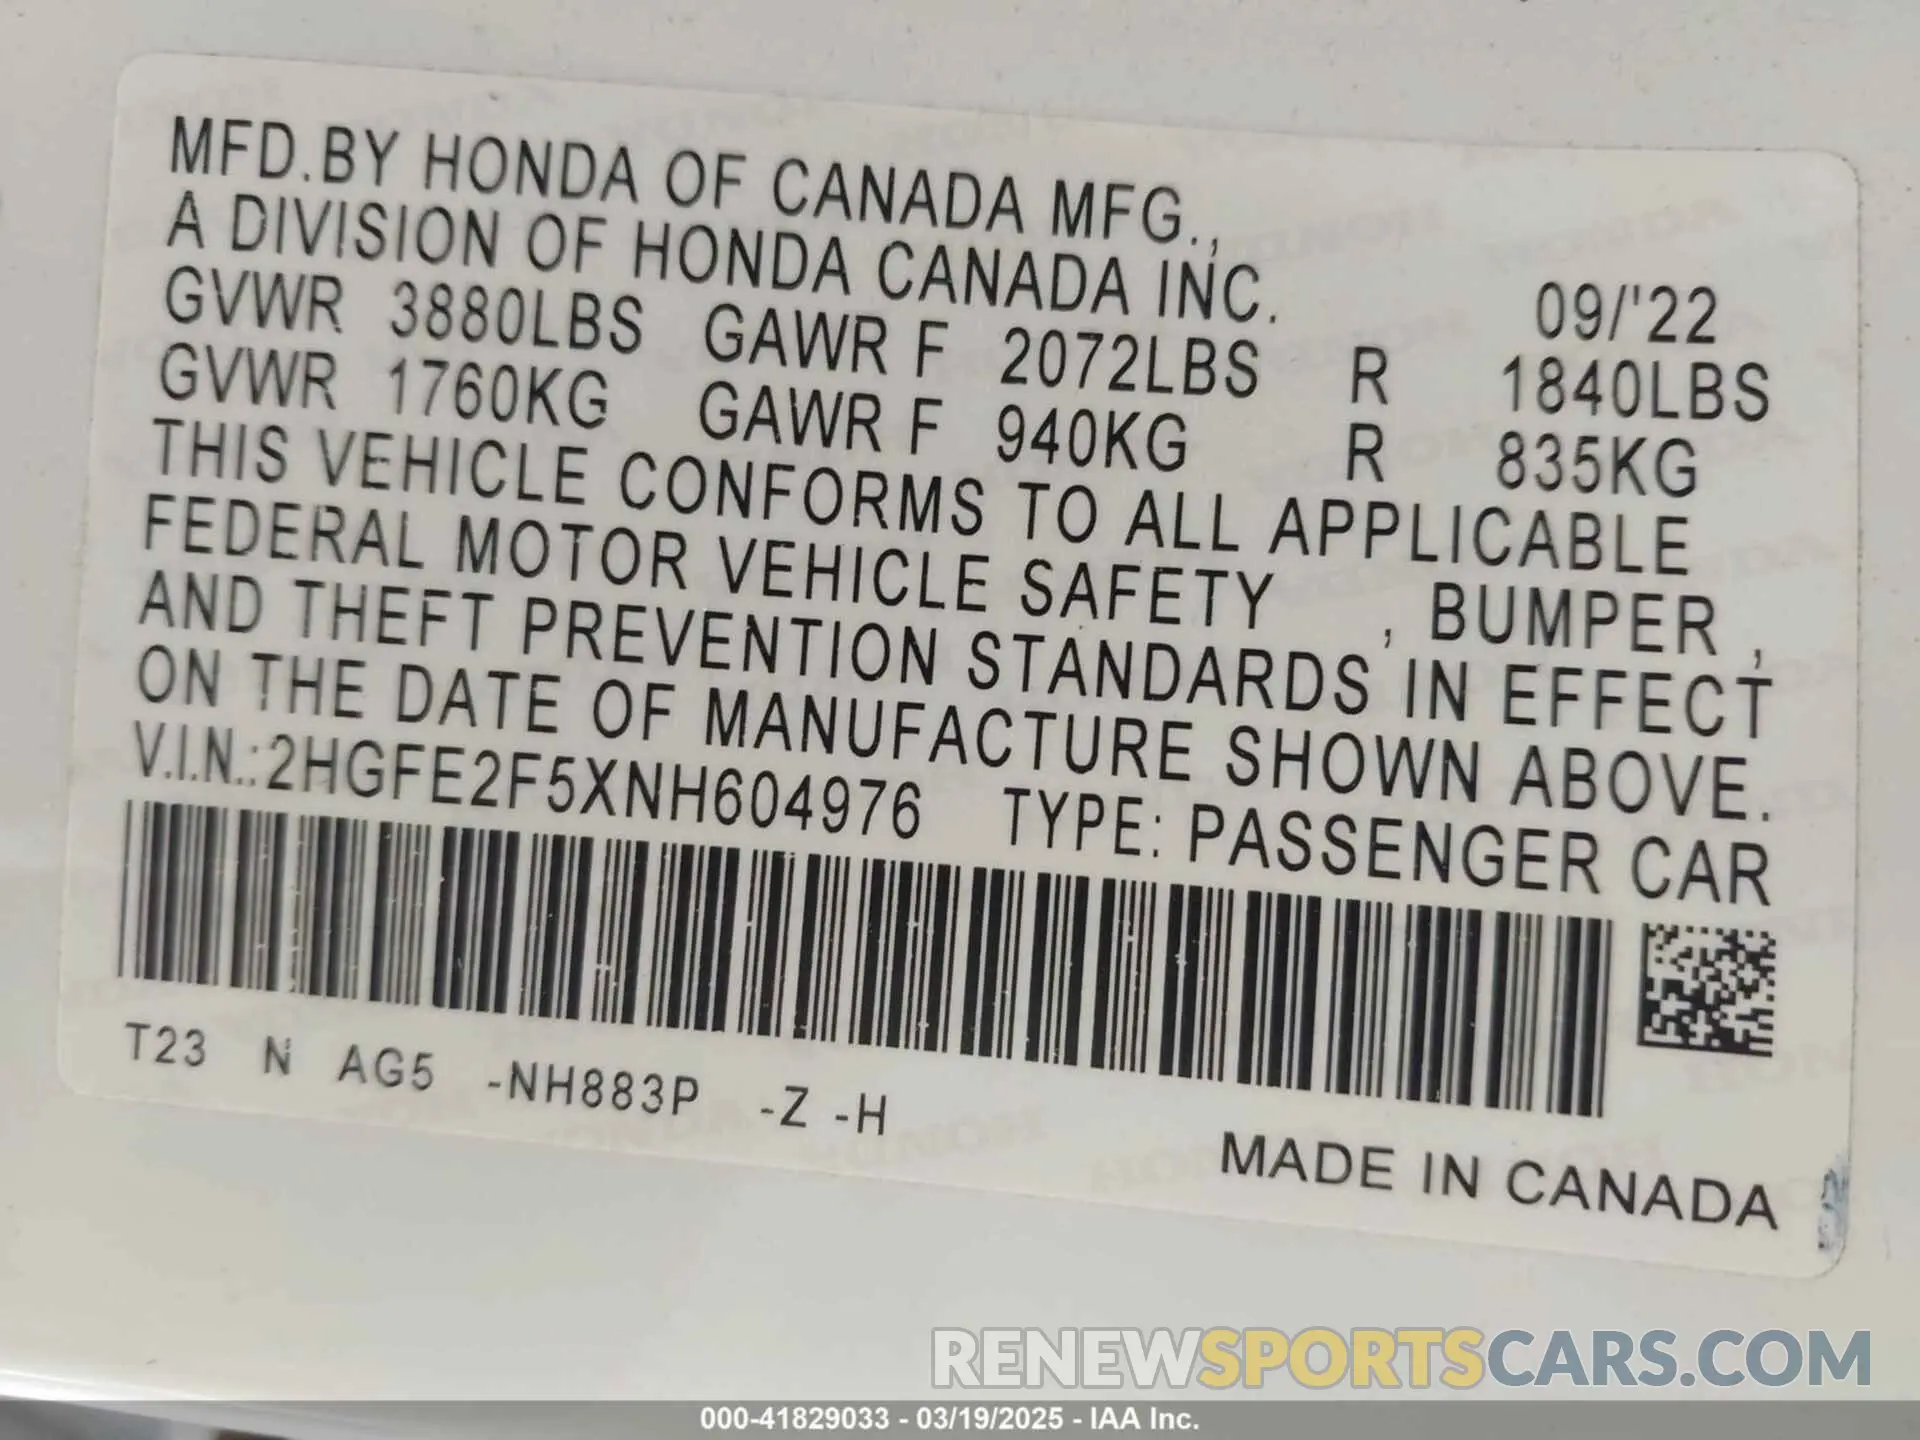 MFD.BY HONDA OF CANADA MFG.,
A DIVISION OF HONDA CANADA INC. 09/'22
GVWR 3880LBS GAWR F 2072LBS R 1840LBS
GVWR 1760KG GAWR F 940KG R 835KG
THIS VEHICLE CONFORMS TO ALL APPLICABLE
FEDERAL MOTOR VEHICLE SAFETY , BUMPER ,
AND THEFT PREVENTION STANDARDS IN EFFECT
ON THE DATE OF MANUFACTURE SHOWN ABOVE.
V.I.N.:2HGFE2F5XNH604976 TYPE: PASSENGER CAR
T23 N AG5 -NH883P -Z -H
MADE IN CANADA
RENEWSPORTSCARS.COM
000-41829033 - 03/19/2025 - IAA Inc.